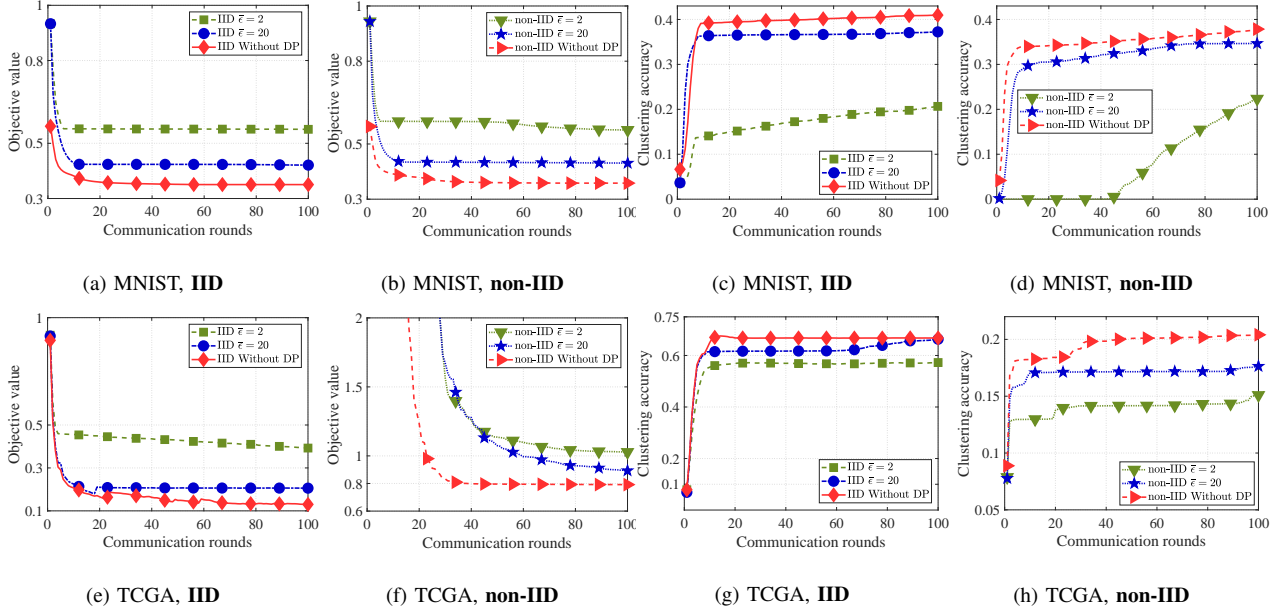 Objective value
1
0.8
0.5
0.3
0 20 40 60 80 100
Communication rounds
IID ε̄ = 2
IID ε̄ = 20
IID Without DP
(a) MNIST, IID
Objective value
1
0.8
0.5
0.3
0 20 40 60 80 100
Communication rounds
non-IID ε̄ = 2
non-IID ε̄ = 20
non-IID Without DP
(b) MNIST, non-IID
Clustering accuracy
0.4
0.3
0.2
0.1
0
0 20 40 60 80 100
Communication rounds
IID ε̄ = 2
IID ε̄ = 20
IID Without DP
(c) MNIST, IID
Clustering accuracy
0.4
0.3
0.2
0.1
0
0 20 40 60 80 100
Communication rounds
non-IID ε̄ = 2
non-IID ε̄ = 20
non-IID Without DP
(d) MNIST, non-IID
Objective value
1
0.5
0.3
0.1
0 20 40 60 80 100
Communication rounds
IID ε̄ = 2
IID ε̄ = 20
IID Without DP
(e) TCGA, IID
Objective value
2
1.5
1
0.8
0.6
0 20 40 60 80 100
Communication rounds
non-IID ε̄ = 2
non-IID ε̄ = 20
non-IID Without DP
(f) TCGA, non-IID
Clustering accuracy
0.75
0.6
0.4
0.2
0.1
0 20 40 60 80 100
Communication rounds
IID ε̄ = 2
IID ε̄ = 20
IID Without DP
(g) TCGA, IID
Clustering accuracy
0.2
0.15
0.1
0.05
0 20 40 60 80 100
Communication rounds
non-IID ε̄ = 2
non-IID ε̄ = 20
non-IID Without DP
(h) TCGA, non-IID